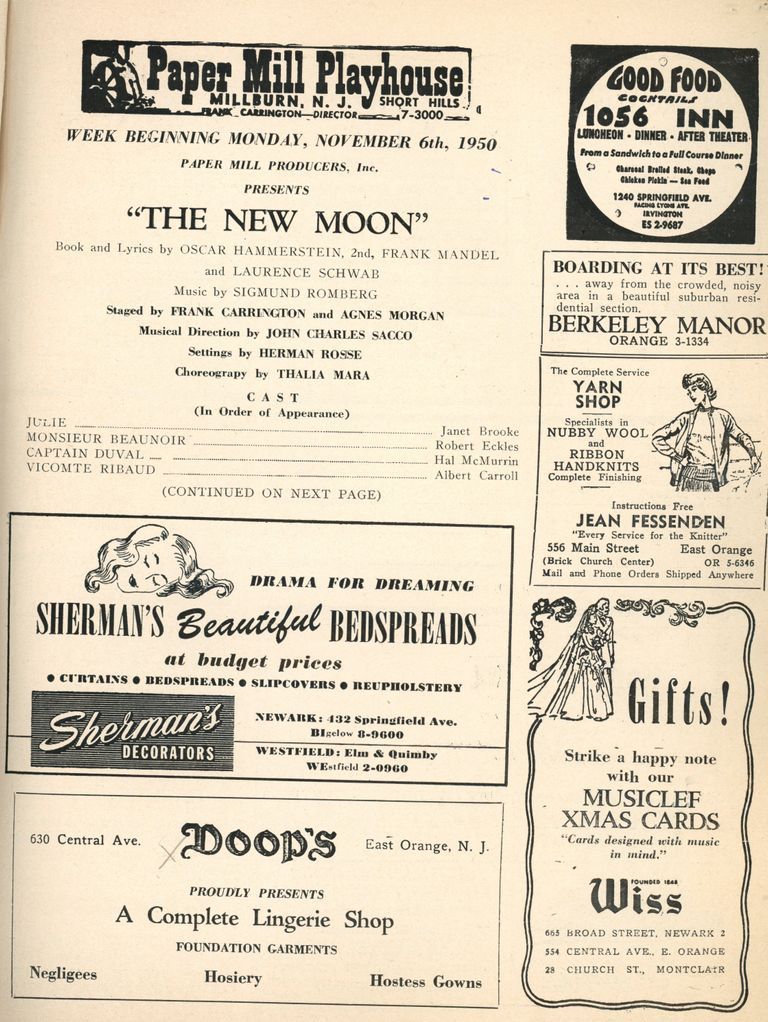 Paper Mill Playhouse
MILLBURN, N. J. SHORT HILLS
FRANK CARRINGTON—DIRECTOR 7-3000
WEEK BEGINNING MONDAY, NOVEMBER 6th, 1950
PAPER MILL PRODUCERS, Inc.
PRESENTS
"THE NEW MOON"
Book and Lyrics by OSCAR HAMMERSTEIN, 2nd, FRANK MANDEL
and LAURENCE SCHWAB
Music by SIGMUND ROMBERG
Staged by FRANK CARRINGTON and AGNES MORGAN
Musical Direction by JOHN CHARLES SACCO
Settings by HERMAN ROSSE
Choreograpy by THALIA MARA
CAST
(In Order of Appearance)
JULIE Janet Brooke
MONSIEUR BEAUNOIR Robert Eckles
CAPTAIN DUVAL Hal McMurrin
VICOMTE RIBAUD Albert Carroll
(CONTINUED ON NEXT PAGE)
DRAMA FOR DREAMING
SHERMAN'S Beautiful BEDSPREADS
at budget prices
• CURTAINS • BEDSPREADS • SLIPCOVERS • REUPHOLSTERY
Sherman's
DECORATORS
NEWARK: 432 Springfield Ave.
BIgelow 8-9600
WESTFIELD: Elm & Quimby
WEstfield 2-0960
630 Central Ave. Doop's East Orange, N. J.
PROUDLY PRESENTS
A Complete Lingerie Shop
FOUNDATION GARMENTS
Negligees Hosiery Hostess Gowns
GOOD FOOD
COCKTAILS
1056 INN
LUNCHEON • DINNER • AFTER THEATER
From a Sandwich to a Full Course Dinner
Charcoal Broiled Steak, Chops
Chicken Pickin — Sea Food
1240 SPRINGFIELD AVE.
FACING LYONS AVE.
IRVINGTON
ES 2-9687
BOARDING AT ITS BEST!
. . . away from the crowded, noisy
area in a beautiful suburban resi-
dential section.
BERKELEY MANOR
ORANGE 3-1334
The Complete Service
YARN
SHOP
Specialists in
NUBBY WOOL
and
RIBBON
HANDKNITS
Complete Finishing
Instructions Free
JEAN FESSENDEN
"Every Service for the Knitter"
556 Main Street East Orange
(Brick Church Center) OR 5-6346
Mail and Phone Orders Shipped Anywhere
Gifts!
Strike a happy note
with our
MUSICLEF
XMAS CARDS
"Cards designed with music
in mind."
FOUNDED 1848
Wiss
665 BROAD STREET, NEWARK 2
554 CENTRAL AVE., E. ORANGE
28 CHURCH ST., MONTCLAIR